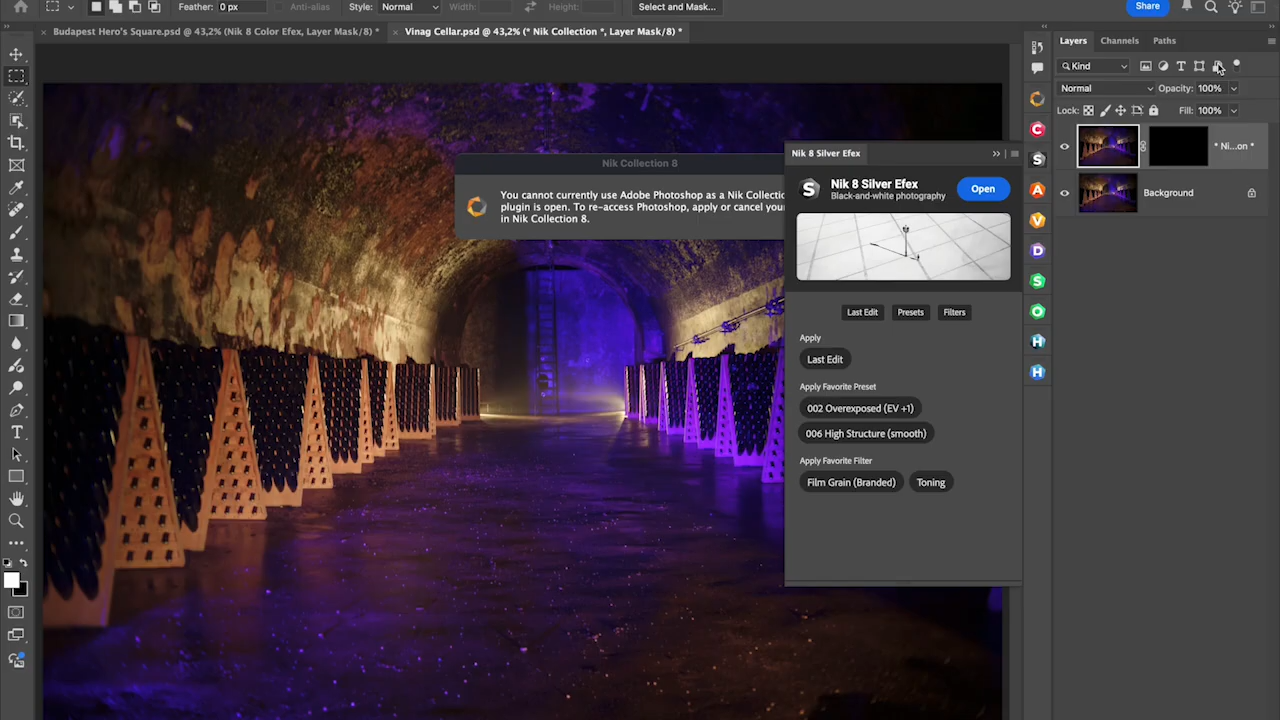 Feather: 0 px
Anti-alias
Style: Normal
Width:
Height:
Select and Mask...
Share
× Budapest Hero's Square.psd @ 43,2% (Nik 8 Color Efex, Layer Mask/8) *
× Vinag Cellar.psd @ 43,2% (* Nik Collection *, Layer Mask/8) *
Layers Channels Paths
Kind
Normal
Opacity: 100%
Lock:
Fill: 100%
* Ni...on *
Background
Nik Collection 8
You cannot currently use Adobe Photoshop as a Nik Collectio
plugin is open. To re-access Photoshop, apply or cancel your
in Nik Collection 8.
Nik 8 Silver Efex
S
Nik 8 Silver Efex
Black-and-white photography
Open
Last Edit
Presets
Filters
Apply
Last Edit
Apply Favorite Preset
002 Overexposed (EV +1)
006 High Structure (smooth)
Apply Favorite Filter
Film Grain (Branded)
Toning
C
S
A
V
D
S
H
H